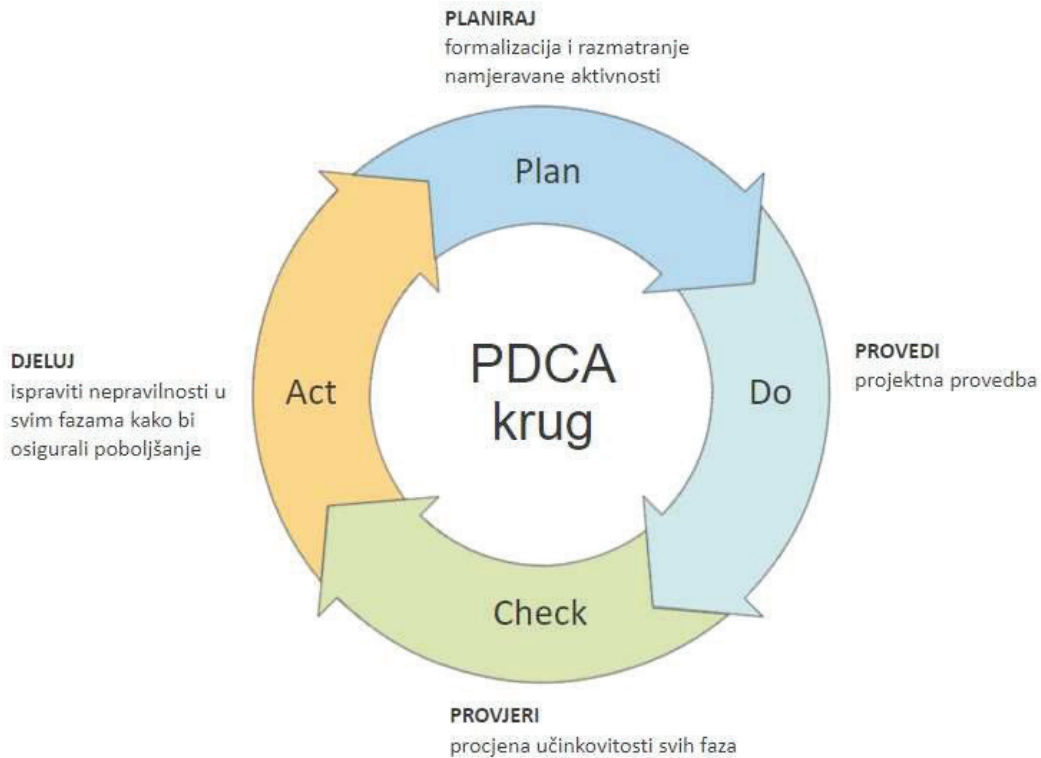 PLANIRAJ
formalizacija i razmatranje
namjeravane aktivnosti
Plan
DJELUJ
ispraviti nepravilnosti u
svim fazama kako bi
osigurali poboljšanje
Act
PDCA
krug
Do
PROVEDI
projektna provedba
Check
PROVJERI
procjena učinkovitosti svih faza